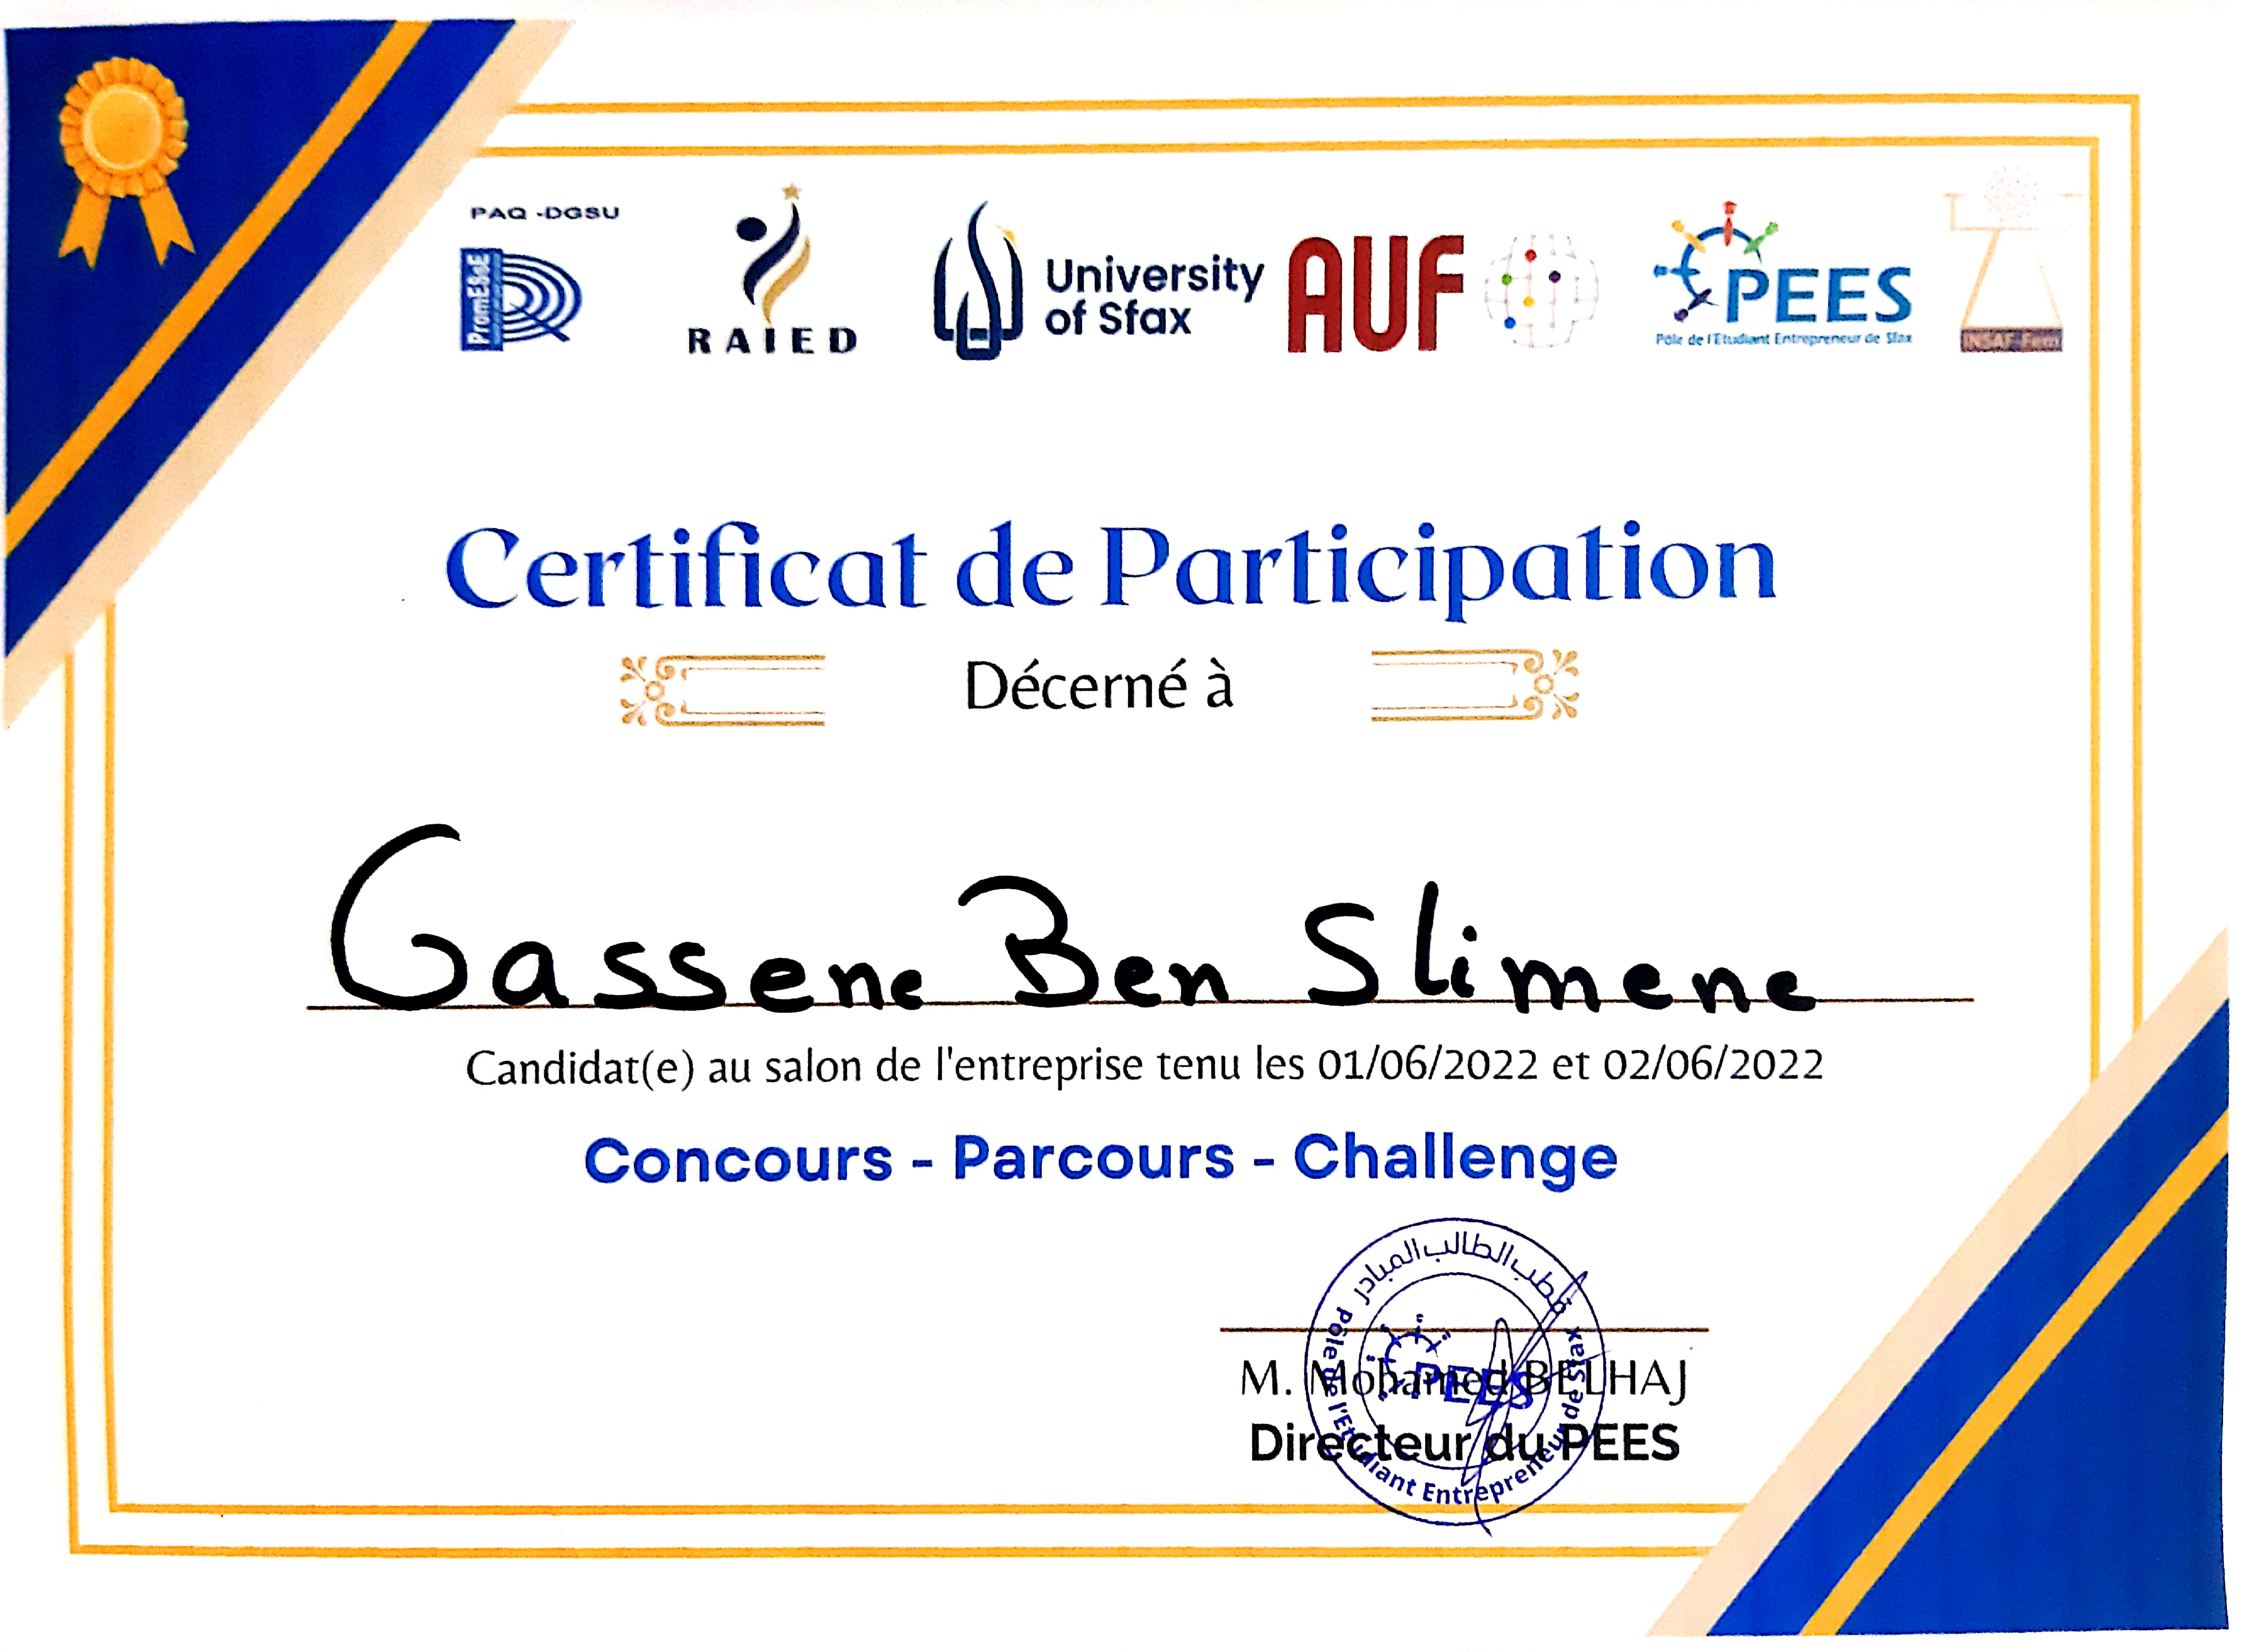 PAQ -DGSU
PromESsE
RAIED
University
of Sfax
AUF
PEES
Pôle de l'Etudiant Entrepreneur de Sfax
INSAF Fem
Certificat de Participation
Décerné à
Gassene Ben Slimene
Candidat(e) au salon de l'entreprise tenu les 01/06/2022 et 02/06/2022
Concours - Parcours - Challenge
قطب الطالب المبادر
PEES
Pôle de l'Etudiant Entrepreneur de Sfax
M. Mohamed BELHAJ
Directeur du PEES